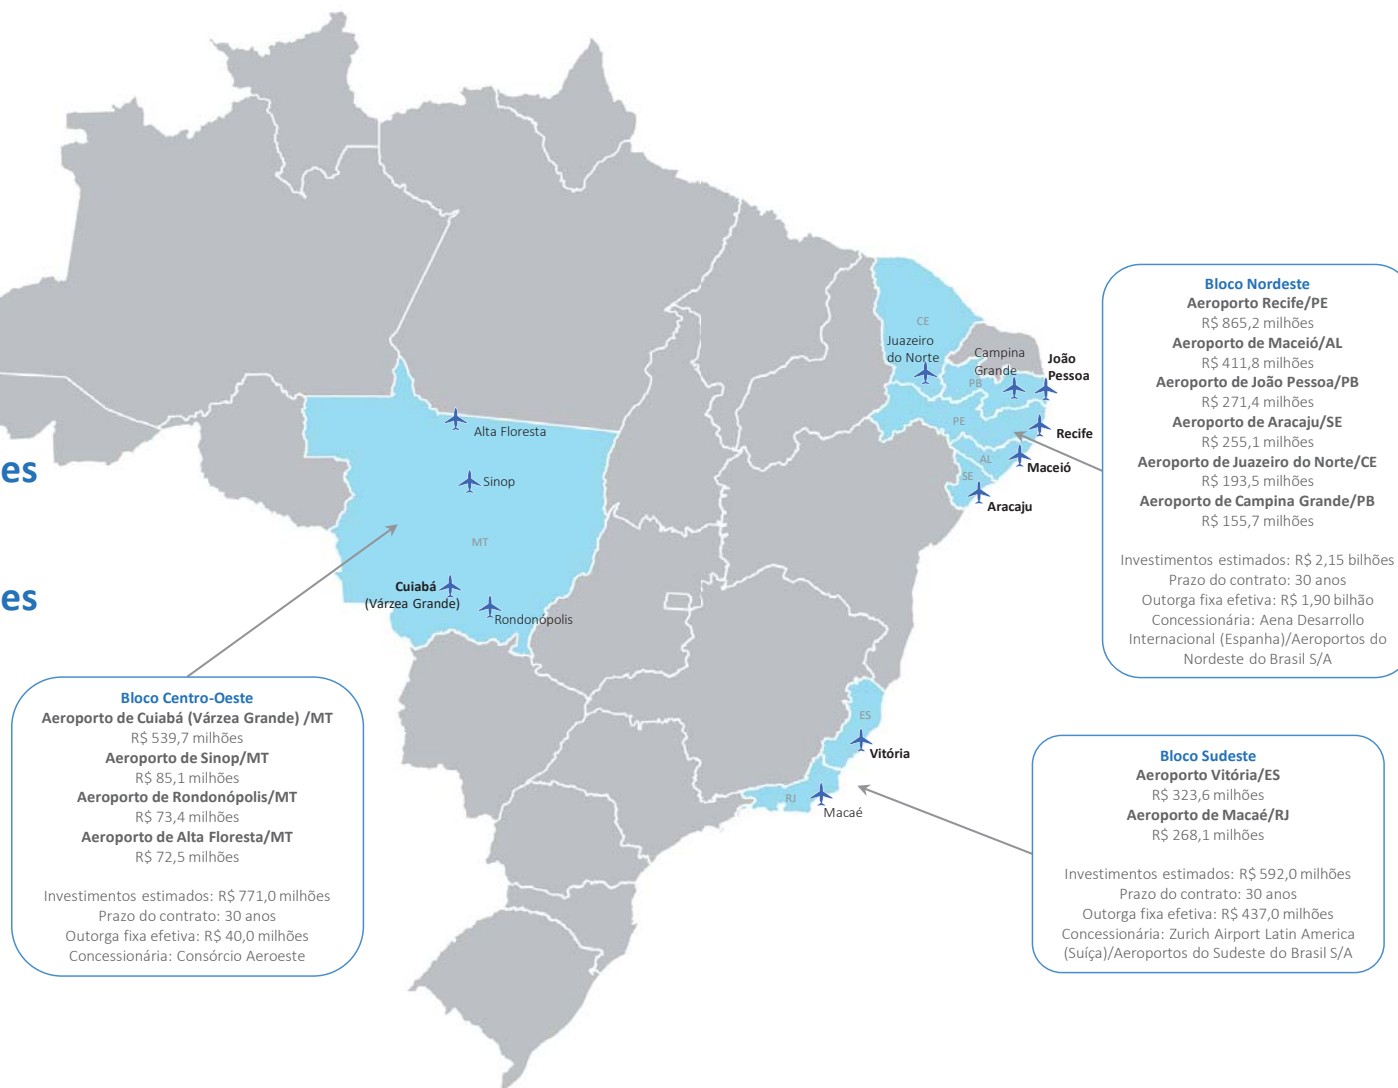 es
es
CE
Juazeiro
do Norte
Campina
Grande
PB
João
Pessoa
PE
Recife
AL
Maceió
SE
Aracaju
Alta Floresta
Sinop
MT
Cuiabá
(Várzea Grande)
Rondonópolis
ES
Vitória
RJ
Macaé
Bloco Nordeste
Aeroporto Recife/PE
R$ 865,2 milhões
Aeroporto de Maceió/AL
R$ 411,8 milhões
Aeroporto de João Pessoa/PB
R$ 271,4 milhões
Aeroporto de Aracaju/SE
R$ 255,1 milhões
Aeroporto de Juazeiro do Norte/CE
R$ 193,5 milhões
Aeroporto de Campina Grande/PB
R$ 155,7 milhões
Investimentos estimados: R$ 2,15 bilhões
Prazo do contrato: 30 anos
Outorga fixa efetiva: R$ 1,90 bilhão
Concessionária: Aena Desarrollo
Internacional (Espanha)/Aeroportos do
Nordeste do Brasil S/A
Bloco Centro-Oeste
Aeroporto de Cuiabá (Várzea Grande) /MT
R$ 539,7 milhões
Aeroporto de Sinop/MT
R$ 85,1 milhões
Aeroporto de Rondonópolis/MT
R$ 73,4 milhões
Aeroporto de Alta Floresta/MT
R$ 72,5 milhões
Investimentos estimados: R$ 771,0 milhões
Prazo do contrato: 30 anos
Outorga fixa efetiva: R$ 40,0 milhões
Concessionária: Consórcio Aeroeste
Bloco Sudeste
Aeroporto Vitória/ES
R$ 323,6 milhões
Aeroporto de Macaé/RJ
R$ 268,1 milhões
Investimentos estimados: R$ 592,0 milhões
Prazo do contrato: 30 anos
Outorga fixa efetiva: R$ 437,0 milhões
Concessionária: Zurich Airport Latin America
(Suíça)/Aeroportos do Sudeste do Brasil S/A